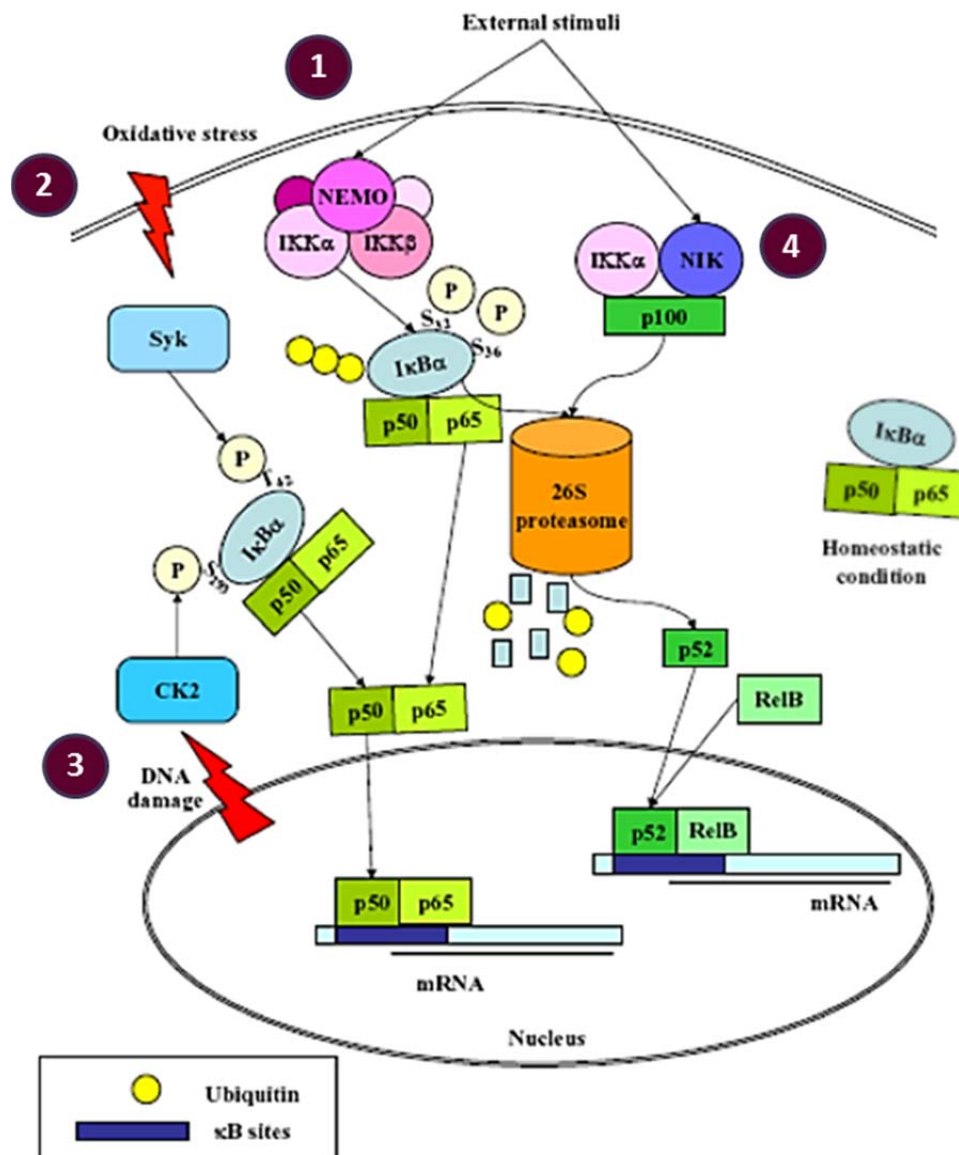 External stimuli
1
Oxidative stress
2
NEMO
IKKα
IKKβ
IKKα
NIK
4
p100
P
P
S32
S36
IκBα
p50
p65
Syk
P
IκBα
p50
p65
P
26S
proteasome
IκBα
p50
p65
Homeostatic
condition
CK2
p50
p65
p52
RelB
3
DNA
damage
p52
RelB
mRNA
p50
p65
mRNA
Nucleus
Ubiquitin
κB sites